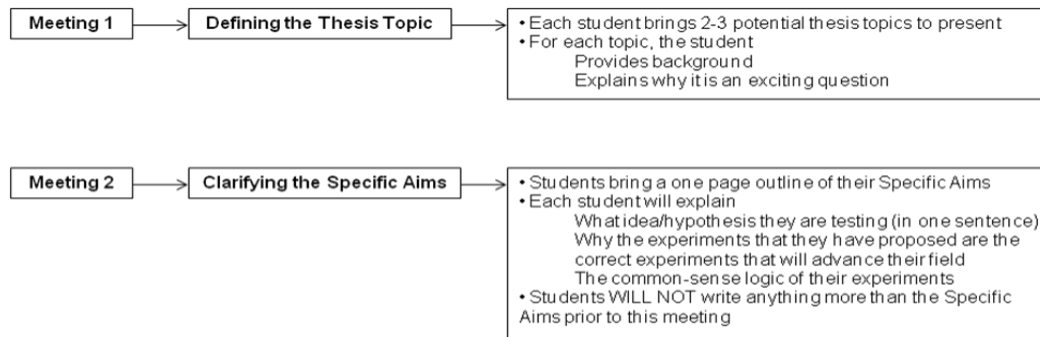 Meeting 1
Defining the Thesis Topic
• Each student brings 2-3 potential thesis topics to present
• For each topic, the student
Provides background
Explains why it is an exciting question
Meeting 2
Clarifying the Specific Aims
• Students bring a one page outline of their Specific Aims
• Each student will explain
What idea/hypothesis they are testing (in one sentence)
Why the experiments that they have proposed are the
correct experiments that will advance their field
The common-sense logic of their experiments
• Students WILL NOT write anything more than the Specific
Aims prior to this meeting